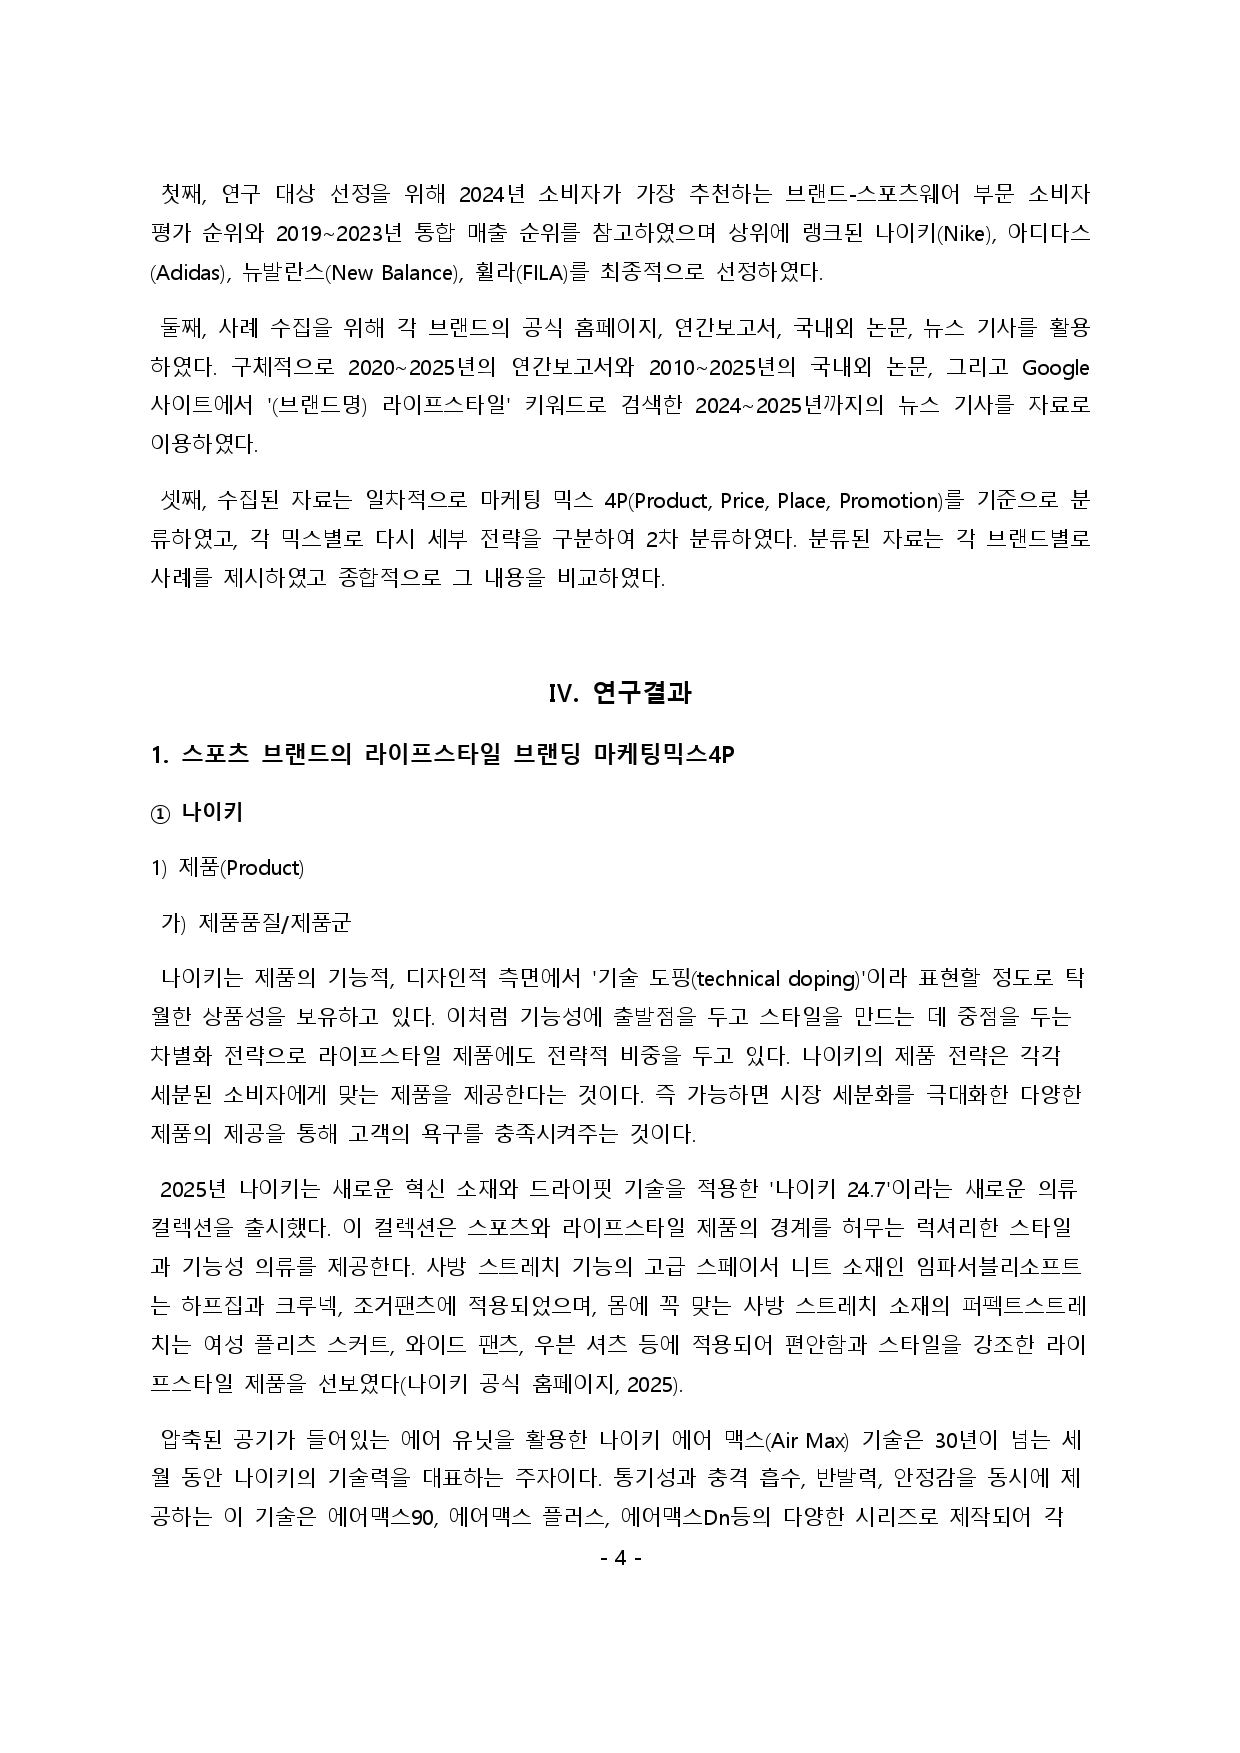 첫째, 연구 대상 선정을 위해 2024년 소비자가 가장 추천하는 브랜드-스포츠웨어 부문 소비자
평가 순위와 2019~2023년 통합 매출 순위를 참고하였으며 상위에 랭크된 나이키(Nike), 아디다스
(Adidas), 뉴발란스(New Balance), 휠라(FILA)를 최종적으로 선정하였다.
둘째, 사례 수집을 위해 각 브랜드의 공식 홈페이지, 연간보고서, 국내외 논문, 뉴스 기사를 활용
하였다. 구체적으로 2020~2025년의 연간보고서와 2010~2025년의 국내외 논문, 그리고 Google
사이트에서 '(브랜드명) 라이프스타일' 키워드로 검색한 2024~2025년까지의 뉴스 기사를 자료로
이용하였다.
셋째, 수집된 자료는 일차적으로 마케팅 믹스 4P(Product, Price, Place, Promotion)를 기준으로 분
류하였고, 각 믹스별로 다시 세부 전략을 구분하여 2차 분류하였다. 분류된 자료는 각 브랜드별로
사례를 제시하였고 종합적으로 그 내용을 비교하였다.
IV. 연구결과
1. 스포츠 브랜드의 라이프스타일 브랜딩 마케팅믹스4P
① 나이키
1) 제품(Product)
가) 제품품질/제품군
나이키는 제품의 기능적, 디자인적 측면에서 '기술 도핑(technical doping)'이라 표현할 정도로 탁
월한 상품성을 보유하고 있다. 이처럼 기능성에 출발점을 두고 스타일을 만드는 데 중점을 두는
차별화 전략으로 라이프스타일 제품에도 전략적 비중을 두고 있다. 나이키의 제품 전략은 각각
세분된 소비자에게 맞는 제품을 제공한다는 것이다. 즉 가능하면 시장 세분화를 극대화한 다양한
제품의 제공을 통해 고객의 욕구를 충족시켜주는 것이다.
2025년 나이키는 새로운 혁신 소재와 드라이핏 기술을 적용한 '나이키 24.7'이라는 새로운 의류
컬렉션을 출시했다. 이 컬렉션은 스포츠와 라이프스타일 제품의 경계를 허무는 럭셔리한 스타일
과 기능성 의류를 제공한다. 사방 스트레치 기능의 고급 스페이서 니트 소재인 임파서블리소프트
는 하프집과 크루넥, 조거팬츠에 적용되었으며, 몸에 꼭 맞는 사방 스트레치 소재의 퍼펙트스트레
치는 여성 플리츠 스커트, 와이드 팬츠, 우븐 셔츠 등에 적용되어 편안함과 스타일을 강조한 라이
프스타일 제품을 선보였다(나이키 공식 홈페이지, 2025).
압축된 공기가 들어있는 에어 유닛을 활용한 나이키 에어 맥스(Air Max) 기술은 30년이 넘는 세
월 동안 나이키의 기술력을 대표하는 주자이다. 통기성과 충격 흡수, 반발력, 안정감을 동시에 제
공하는 이 기술은 에어맥스90, 에어맥스 플러스, 에어맥스Dn등의 다양한 시리즈로 제작되어 각
- 4 -